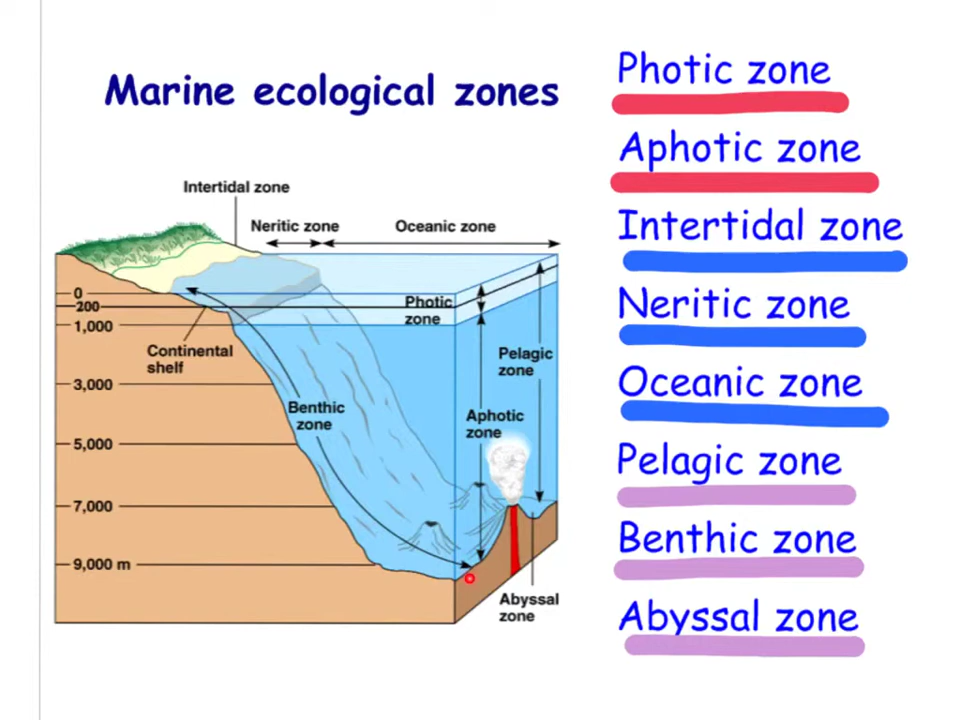 Marine ecological zones
Photic zone
Aphotic zone
Intertidal zone
Neritic zone
Oceanic zone
Pelagic zone
Benthic zone
Abyssal zone
Intertidal zone
Neritic zone
Oceanic zone
0
200
1,000
3,000
5,000
7,000
9,000 m
Continental
shelf
Photic
zone
Pelagic
zone
Benthic
zone
Aphotic
zone
Abyssal
zone